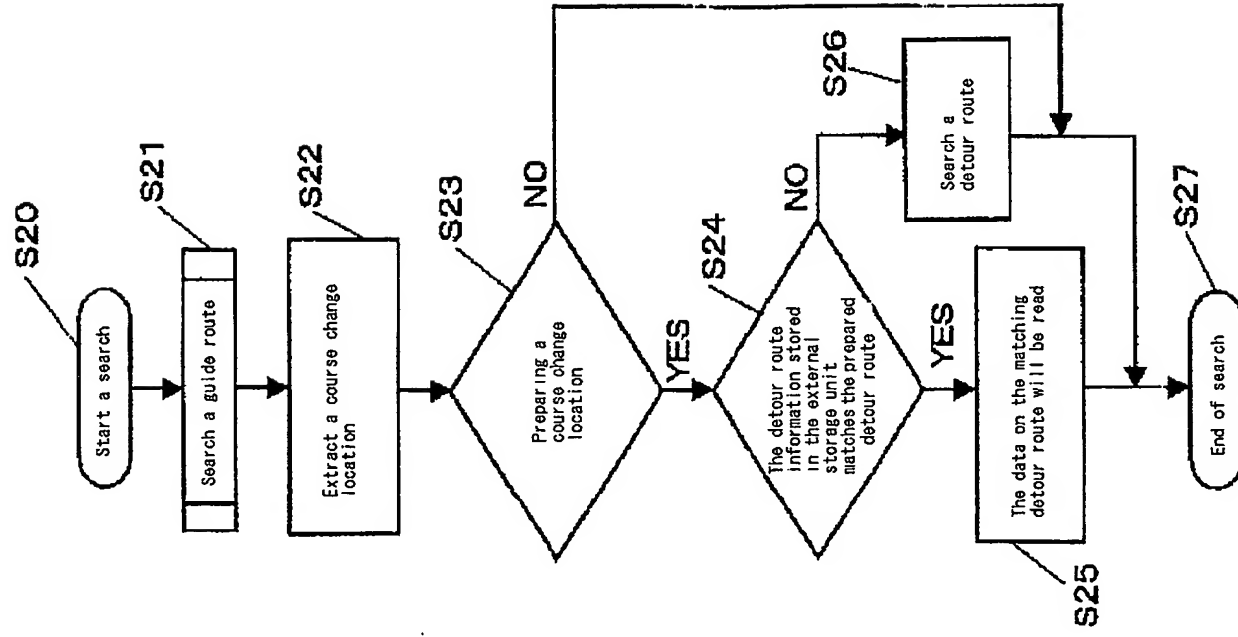 S20
Start a search
S21
Search a guide route
S22
Extract a course change
location
S23
Preparing a
course change
location
NO
YES
S24
The detour route
information stored
in the external
storage unit
matches the prepared
detour route
NO
YES
S26
Search a
detour route
S25
The data on the matching
detour route will be read
S27
End of search